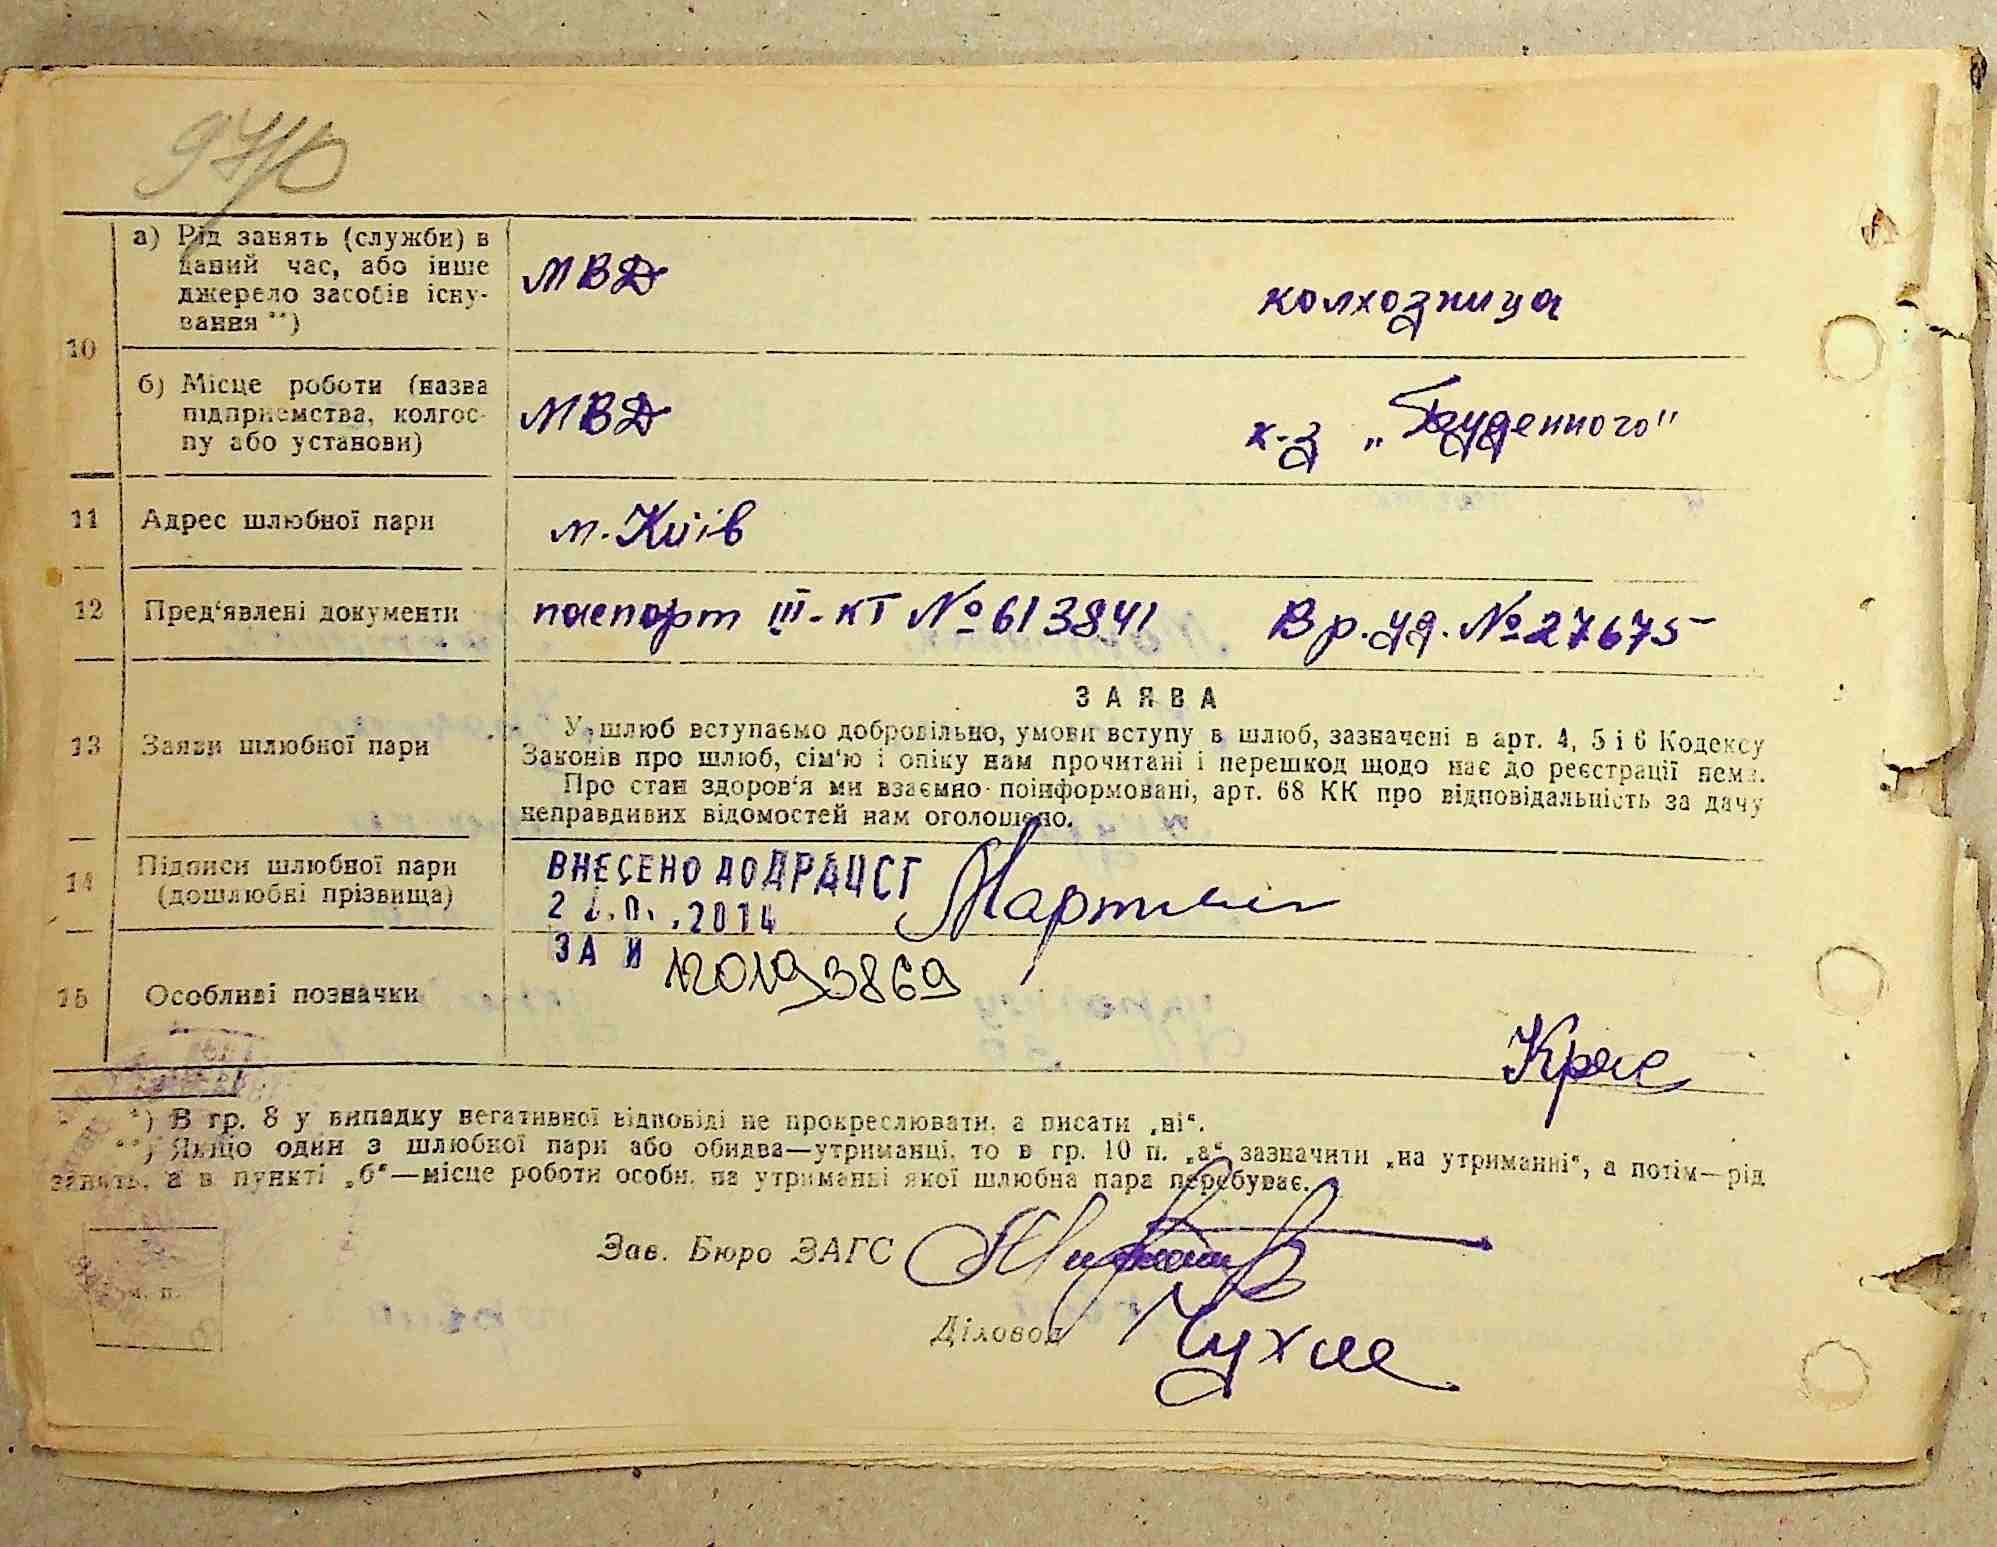 10
а) Рід занять (служби) в
даний час, або інше
джерело засобів існу-
вання **)
МВД
колхозница
б) Місце роботи (назва
підприємства, колгос-
пу або установи)
МВД
к-з „Буденного"
11 Адрес шлюбної пари
м. Київ
12 Пред'явлені документи
паспорт III-КТ № 613841 Вр. уд. № 27675
13 Заяви шлюбної пари
ЗАЯВА
У шлюб вступаємо добровільно, умови вступу в шлюб, зазначені в арт. 4, 5 і 6 Кодексу
Законів про шлюб, сім'ю і опіку нам прочитані і перешкод щодо нас до реєстрації нема.
Про стан здоров'я ми взаємно поінформовані, арт. 68 КК про відповідальність за дачу
неправдивих відомостей нам оголошено.
14 Підписи шлюбної пари
(дошлюбні прізвища)
ВНЕСЕНО ДО ДРАЦСГ
2014
ЗА N
15 Особливі позначки
*) В гр. 8 у випадку негативної відповіді не прокреслювати, а писати „ні“.
**) Якщо один з шлюбної пари або обидва—утриманці, то в гр. 10 п. „а“ зазначити „на утриманні“, а потім—рід
занять, а в пункті „б“—місце роботи особи, на утриманні якої шлюбна пара перебуває.
Зав. Бюро ЗАГС
Діловод
м. п.